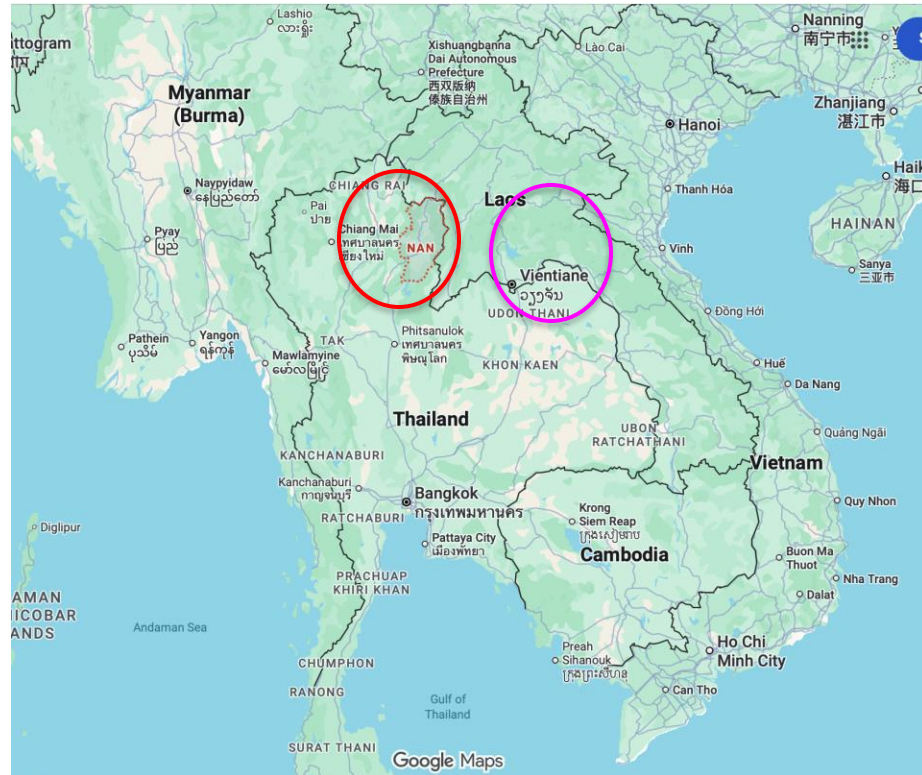 Lashio
လားရှိုး
Nanning
南宁市
ittogram
Lào Cai
Xishuangbanna
Dai Autonomous
Prefecture
西双版纳
傣族自治州
Myanmar
(Burma)
Zhanjiang
湛江市
Hanoi
Naypyidaw
နေပြည်တော်
CHIANG RAI
Laos
Thanh Hóa
Haik
海口
HAINAN
Pai
ปาย
Chiang Mai
เทศบาลนคร
เชียงใหม่
NAN
Pyay
ပြည်
Vinh
Sanya
三亚市
Vientiane
ວຽງຈັນ
UDON THANI
Đồng Hới
Pathein
ပုသိမ်
Yangon
ရန်ကုန်
TAK
Phitsanulok
เทศบาลนคร
พิษณุโลก
Mawlamyine
မော်လမြိုင်
KHON KAEN
Huế
Da Nang
Thailand
UBON
RATCHATHANI
Quảng Ngãi
KANCHANABURI
Vietnam
Kanchanaburi
กาญจนบุรี
Bangkok
กรุงเทพมหานคร
RATCHABURI
Quy Nhon
Krong
Siem Reap
ក្រុងសៀមរាប
Diglipur
Pattaya City
เมืองพัทยา
Cambodia
Buon Ma
Thuot
Nha Trang
PRACHUAP
KHIRI KHAN
Dalat
AMAN
NICOBAR
ANDS
Andaman Sea
Ho Chi
Minh City
Preah
Sihanouk
ក្រុងព្រះសីហនុ
CHUMPHON
Can Tho
RANONG
Gulf of
Thailand
SURAT THANI
Google Maps